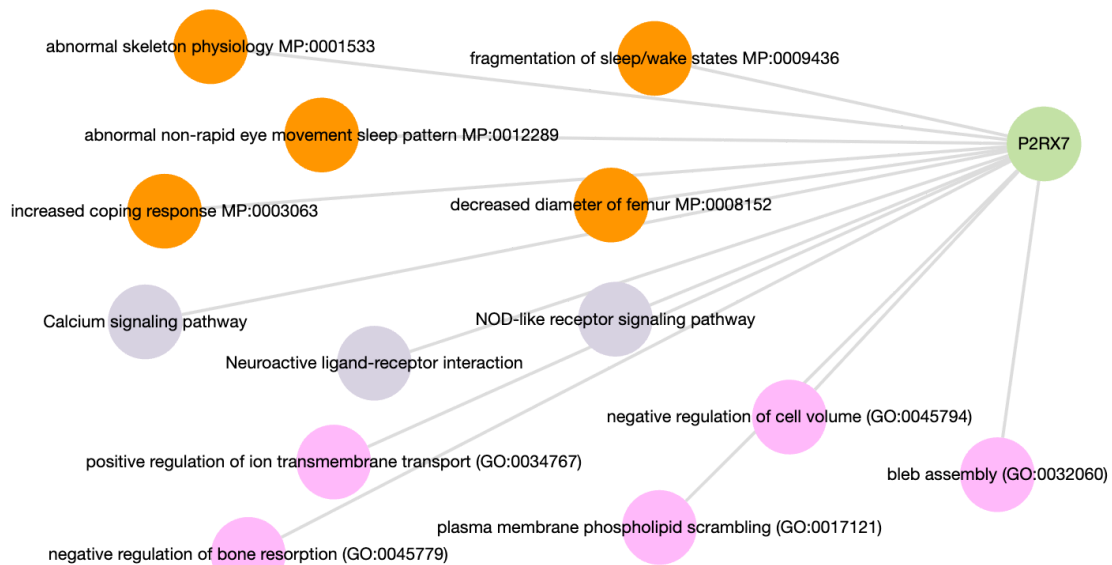 abnormal skeleton physiology MP:0001533
fragmentation of sleep/wake states MP:0009436
abnormal non-rapid eye movement sleep pattern MP:0012289
P2RX7
increased coping response MP:0003063
decreased diameter of femur MP:0008152
Calcium signaling pathway
NOD-like receptor signaling pathway
Neuroactive ligand-receptor interaction
negative regulation of cell volume (GO:0045794)
positive regulation of ion transmembrane transport (GO:0034767)
bleb assembly (GO:0032060)
plasma membrane phospholipid scrambling (GO:0017121)
negative regulation of bone resorption (GO:0045779)